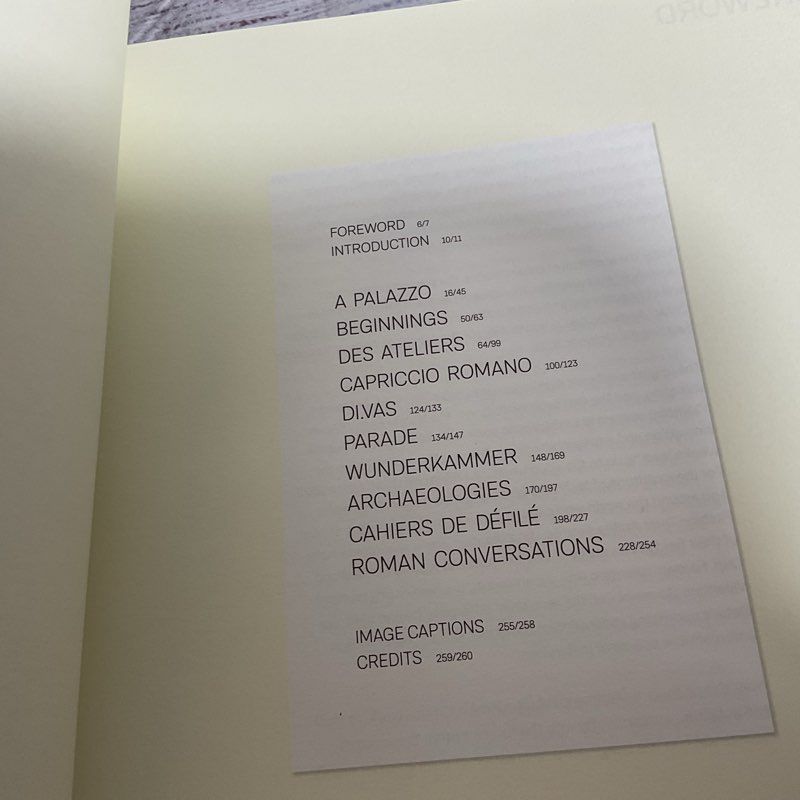 FOREWORD 6/7
INTRODUCTION 10/11
A PALAZZO 16/45
BEGINNINGS 50/63
DES ATELIERS 64/99
CAPRICCIO ROMANO 100/123
DI.VAS 124/133
PARADE 134/147
WUNDERKAMMER 148/169
ARCHAEOLOGIES 170/197
CAHIERS DE DÉFILÉ 198/227
ROMAN CONVERSATIONS 228/254
IMAGE CAPTIONS 255/258
CREDITS 259/260